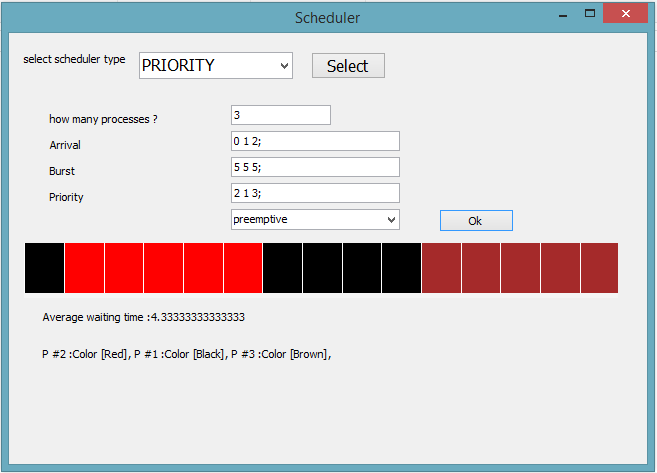 Scheduler
select scheduler type PRIORITY Select
how many processes ? 3
Arrival 0 1 2;
Burst 5 5 5;
Priority 2 1 3;
preemptive Ok
Average waiting time :4.33333333333333
P #2 :Color [Red], P #1 :Color [Black], P #3 :Color [Brown],